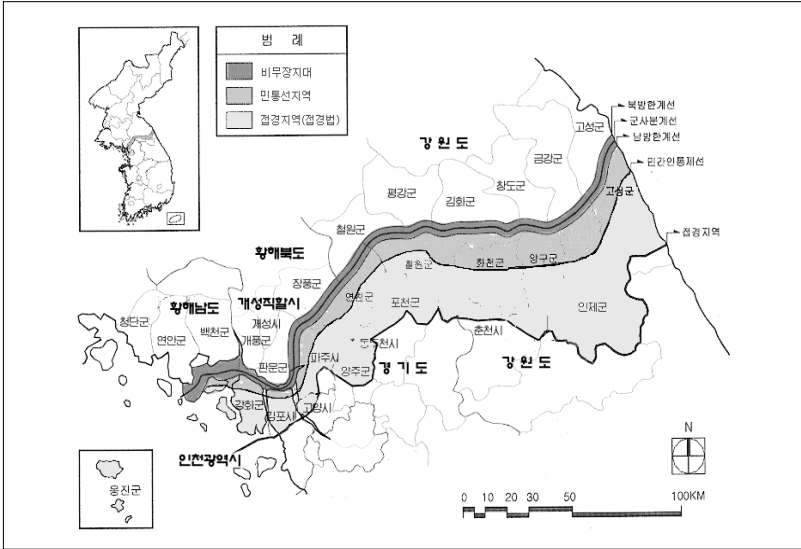 범 례
비무장지대
민통선지역
접경지역(접경법)
북방한계선
군사분계선
남방한계선
민간인통제선
접경지역
고성군
강원도
금강군
창도군
김화군
평강군
철원군
고성군
황해북도
장풍군
철원군
화천군
양구군
황해남도
개성직할시
청단군
연안군
백천군
개성시
개풍군
판문군
연천군
포천군
인제군
파주시
동두천시
춘천시
양주군
경기도
강원도
강화군
김포시
고양시
인천광역시
옹진군
N
0 10 20 30 50 100KM